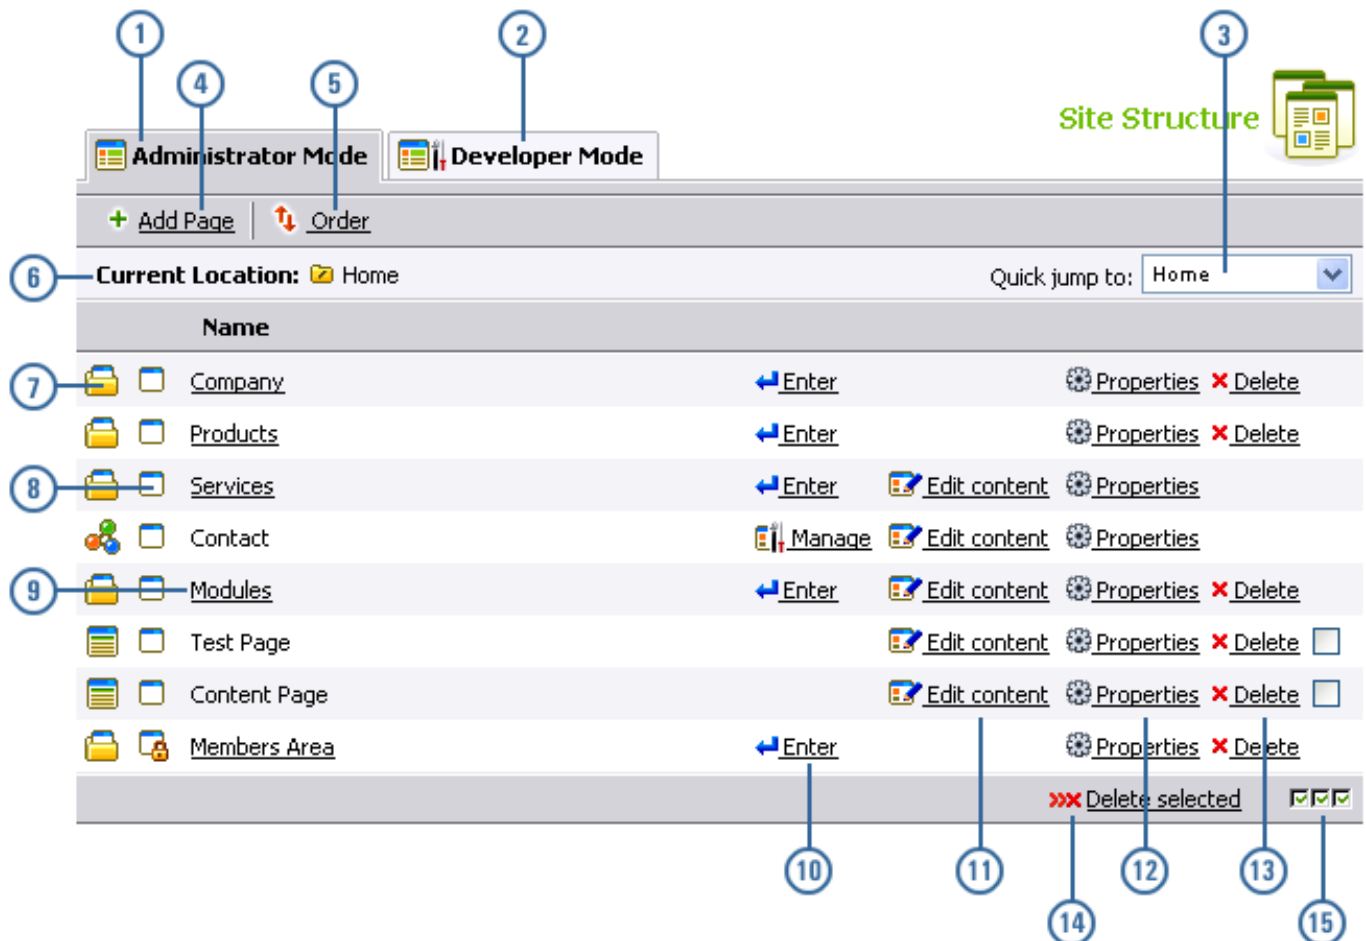 1 2 3
4 5
Site Structure
Administrator Mode Developer Mode
Add Page Order
6 Current Location: Home Quick jump to: Home
Name
7 Company Enter Properties Delete
Products Enter Properties Delete
8 Services Enter Edit content Properties
Contact Manage Edit content Properties
9 Modules Enter Edit content Properties Delete
Test Page Edit content Properties Delete
Content Page Edit content Properties Delete
Members Area Enter Properties Delete
Delete selected
10 11 12 13
14 15